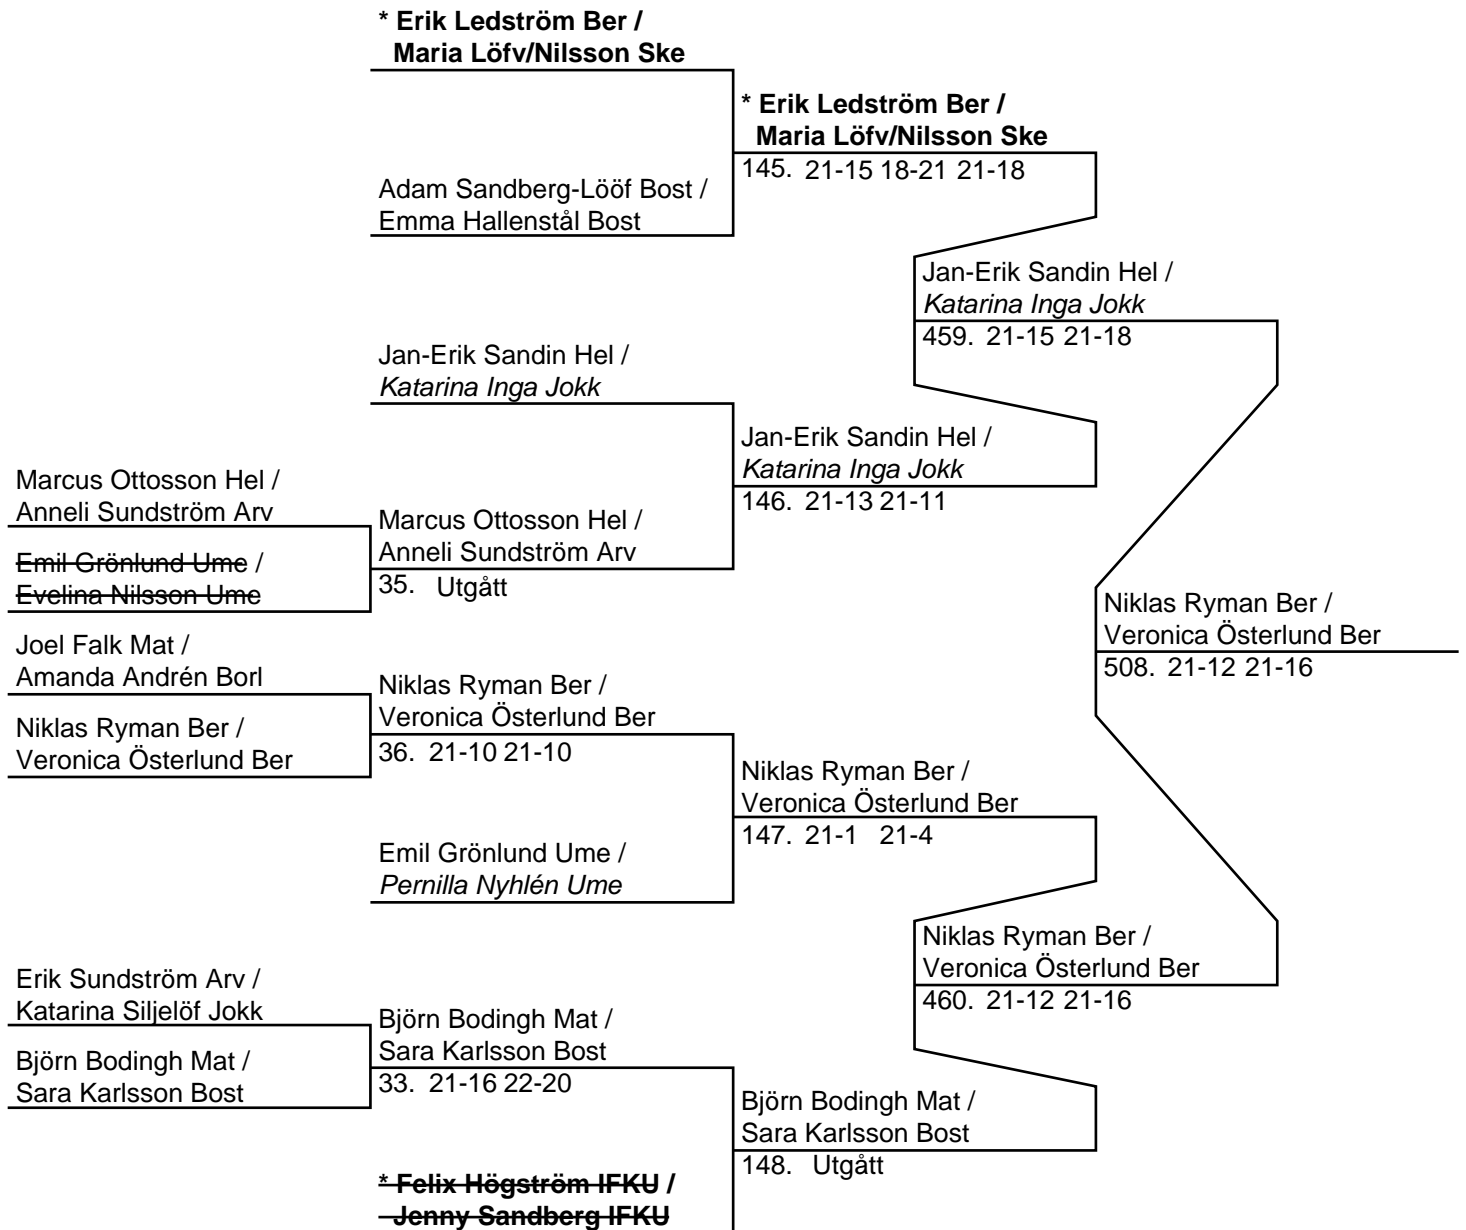 * Erik Ledström Ber /
Maria Löfv/Nilsson Ske
* Erik Ledström Ber /
Maria Löfv/Nilsson Ske
145. 21-15 18-21 21-18
Adam Sandberg-Lööf Bost /
Emma Hallenstål Bost
Jan-Erik Sandin Hel /
Katarina Inga Jokk
459. 21-15 21-18
Jan-Erik Sandin Hel /
Katarina Inga Jokk
Jan-Erik Sandin Hel /
Katarina Inga Jokk
146. 21-13 21-11
Marcus Ottosson Hel /
Anneli Sundström Arv
Marcus Ottosson Hel /
Anneli Sundström Arv
35. Utgått
Emil Grönlund Ume /
Evelina Nilsson Ume
Niklas Ryman Ber /
Veronica Österlund Ber
508. 21-12 21-16
Joel Falk Mat /
Amanda Andrén Borl
Niklas Ryman Ber /
Veronica Österlund Ber
36. 21-10 21-10
Niklas Ryman Ber /
Veronica Österlund Ber
Niklas Ryman Ber /
Veronica Österlund Ber
147. 21-1 21-4
Emil Grönlund Ume /
Pernilla Nyhlén Ume
Niklas Ryman Ber /
Veronica Österlund Ber
460. 21-12 21-16
Erik Sundström Arv /
Katarina Siljelöf Jokk
Björn Bodingh Mat /
Sara Karlsson Bost
33. 21-16 22-20
Björn Bodingh Mat /
Sara Karlsson Bost
Björn Bodingh Mat /
Sara Karlsson Bost
148. Utgått
* Felix Högström IFKU /
Jenny Sandberg IFKU